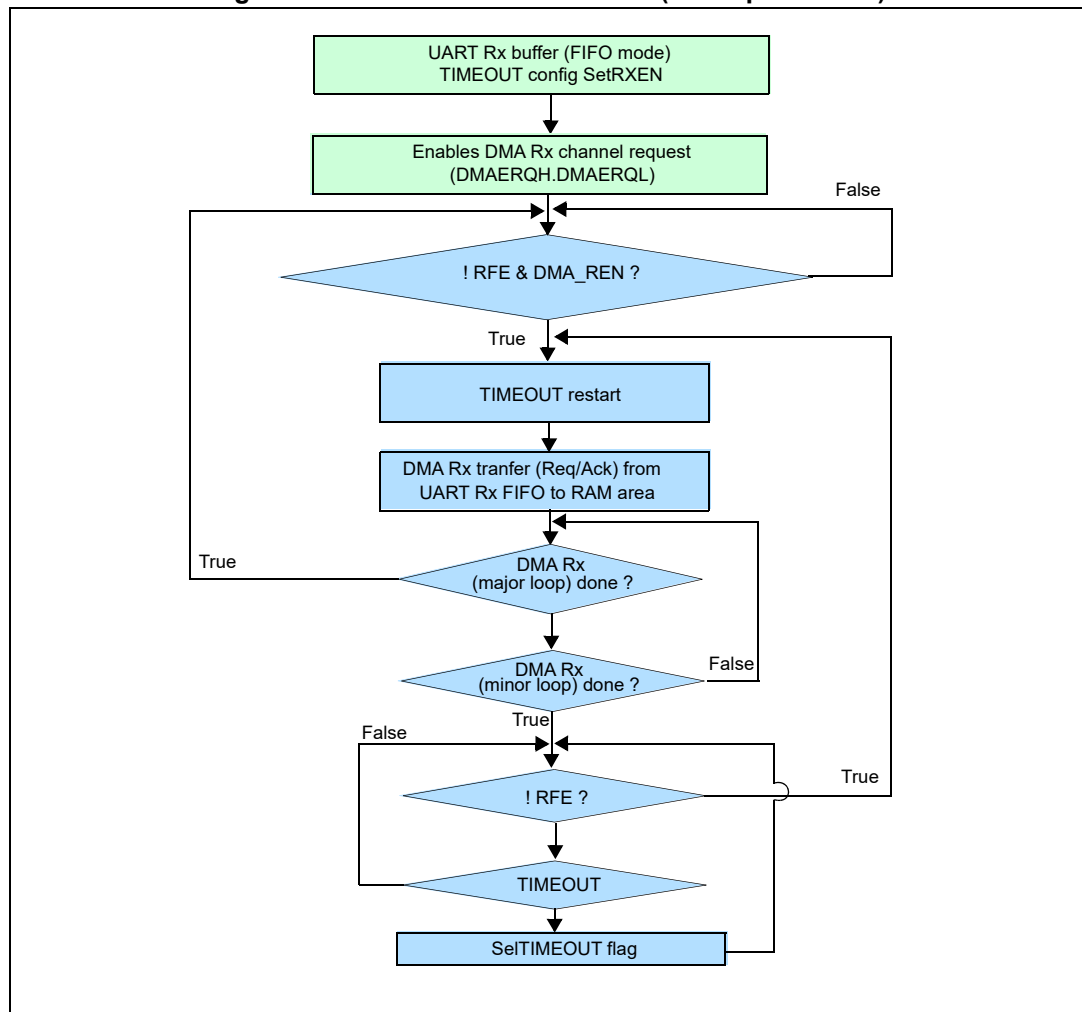 UART Rx buffer (FIFO mode)
TIMEOUT config SetRXEN
Enables DMA Rx channel request
(DMAERQH.DMAERQL)
False
! RFE & DMA_REN ?
True
TIMEOUT restart
DMA Rx tranfer (Req/Ack) from
UART Rx FIFO to RAM area
True
DMA Rx
(major loop) done ?
DMA Rx
(minor loop) done ?
False
True
False
! RFE ?
True
TIMEOUT
SelTIMEOUT flag